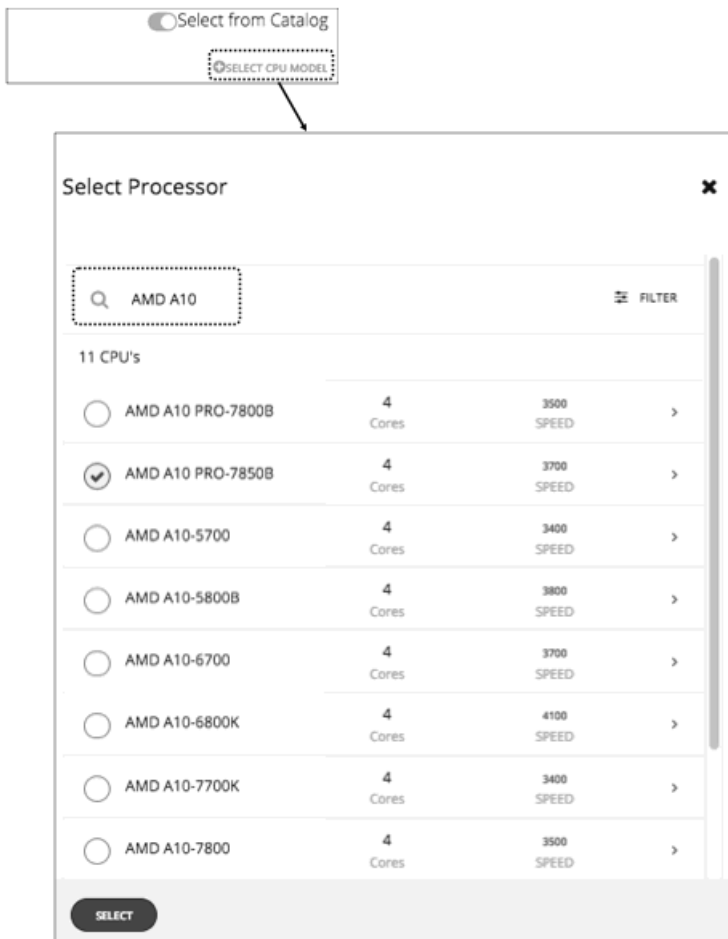 Select from Catalog
SELECT CPU MODEL
Select Processor
AMD A10
FILTER
11 CPU's
AMD A10 PRO-7800B 4 3500
Cores SPEED
AMD A10 PRO-7850B 4 3700
Cores SPEED
AMD A10-5700 4 3400
Cores SPEED
AMD A10-5800B 4 3800
Cores SPEED
AMD A10-6700 4 3700
Cores SPEED
AMD A10-6800K 4 4100
Cores SPEED
AMD A10-7700K 4 3400
Cores SPEED
AMD A10-7800 4 3500
Cores SPEED
SELECT